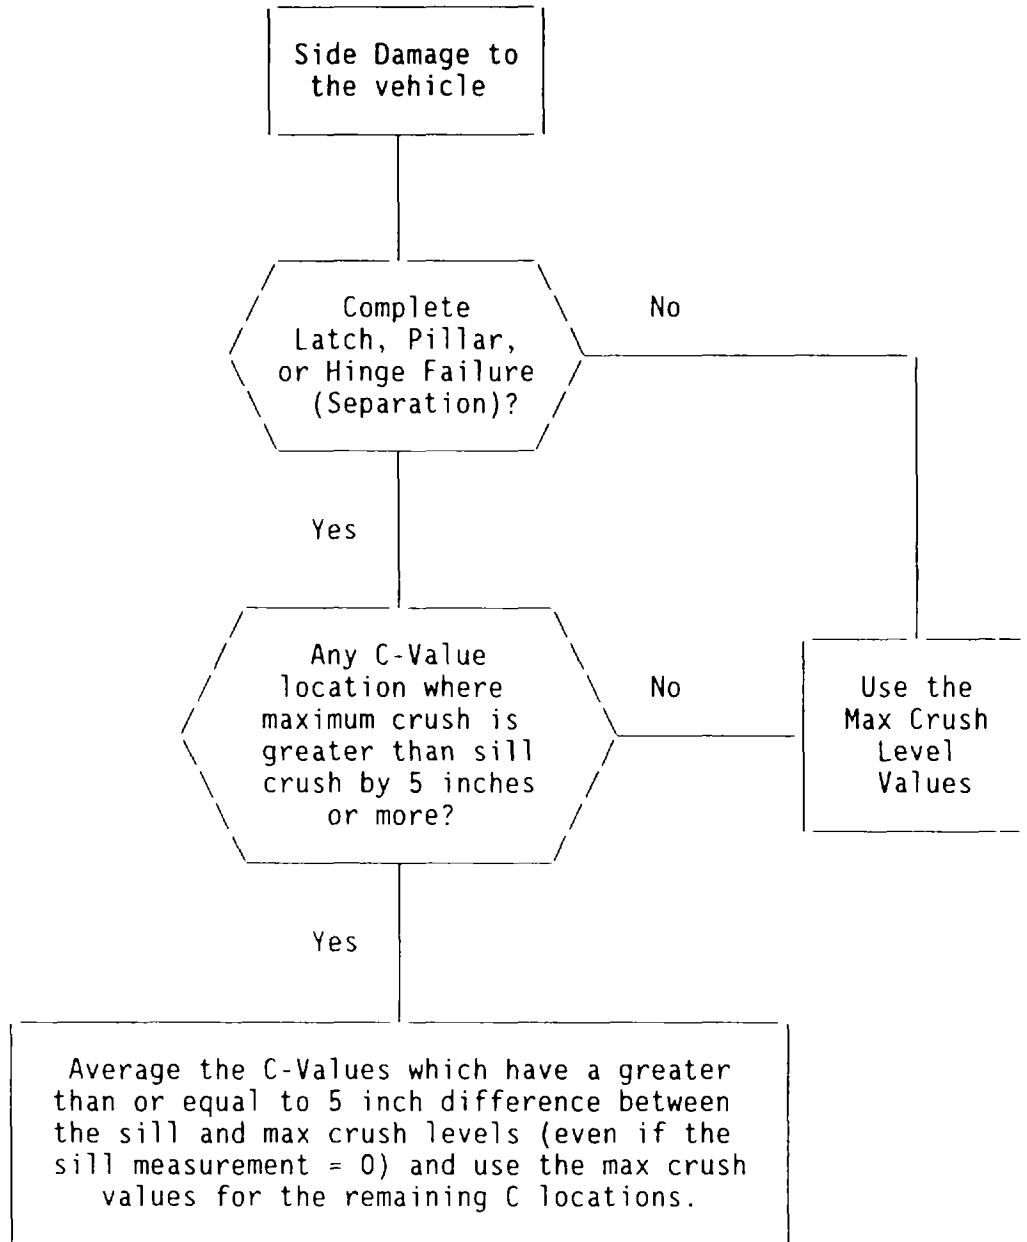 Side Damage to
the vehicle
Complete
Latch, Pillar,
or Hinge Failure
(Separation)?
No
Yes
Any C-Value
location where
maximum crush is
greater than sill
crush by 5 inches
or more?
No
Use the
Max Crush
Level
Values
Yes
Average the C-Values which have a greater
than or equal to 5 inch difference between
the sill and max crush levels (even if the
sill measurement = 0) and use the max crush
values for the remaining C locations.